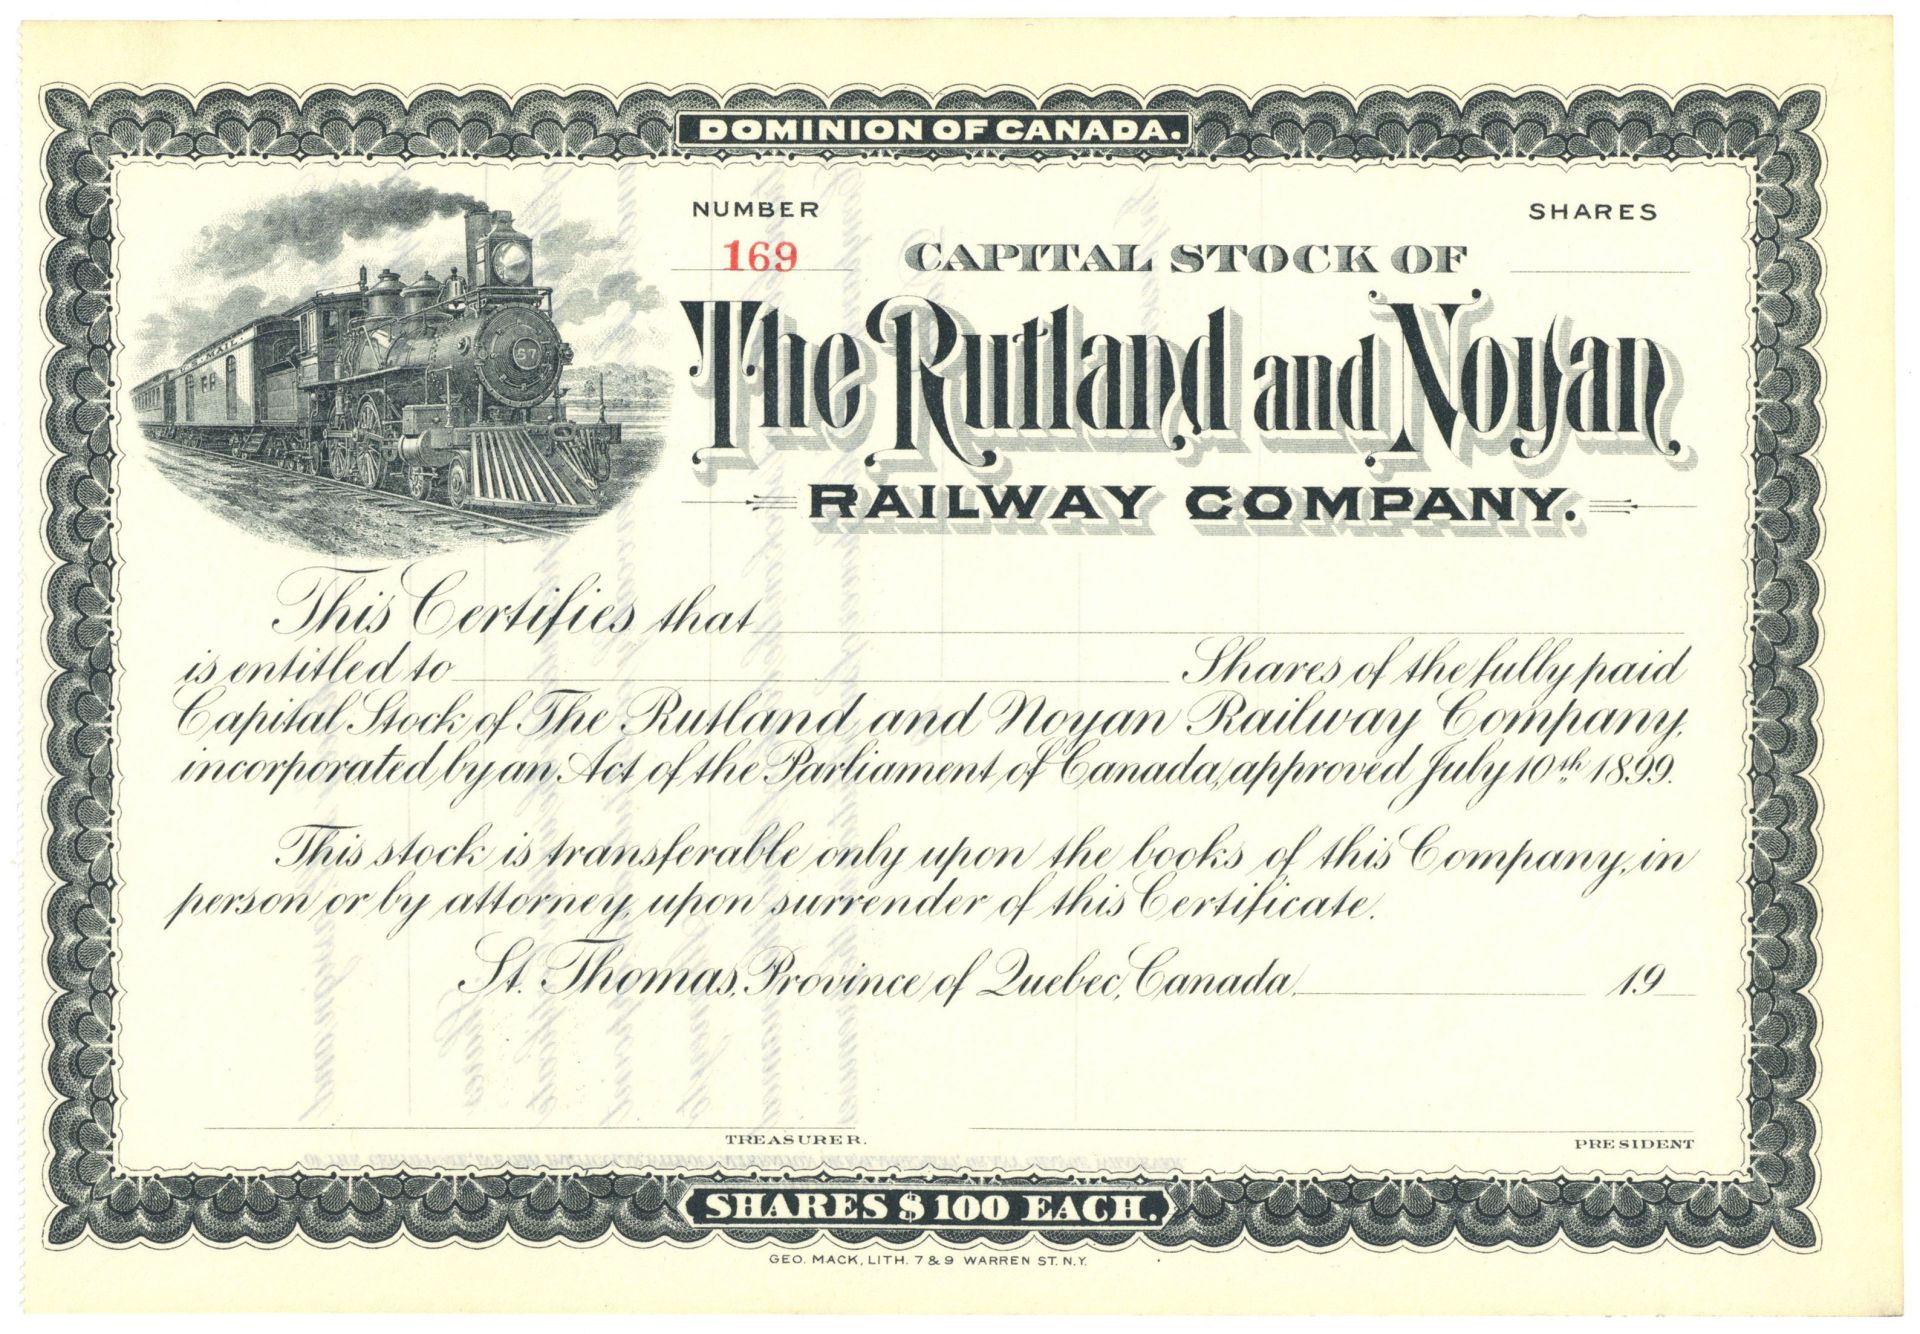 DOMINION OF CANADA.
NUMBER
SHARES
169
CAPITAL STOCK OF
The Rutland and Noyan
RAILWAY COMPANY.
MAIL
57
This Certifies that
is entitled to Shares of the fully paid
Capital Stock of The Rutland and Noyan Railway Company,
incorporated by an Act of the Parliament of Canada, approved July 10th 1899.
This stock is transferable only upon the books of this Company, in
person or by attorney, upon surrender of this Certificate.
St. Thomas, Province of Quebec, Canada, 19
TREASURER.
PRESIDENT
SHARES $100 EACH.
GEO. MACK, LITH. 7 & 9 WARREN ST. N.Y.